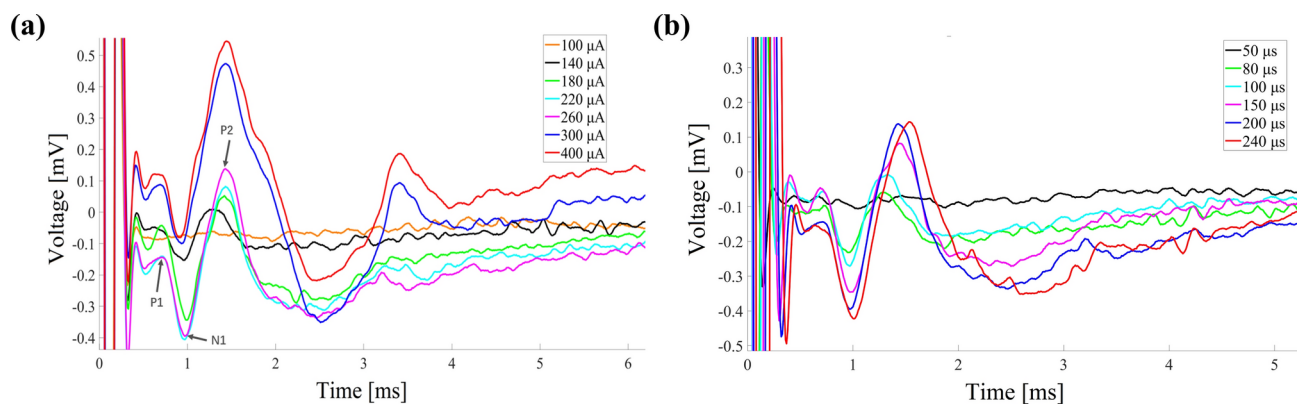 (a)
Voltage [mV]
0.5
0.4
0.3
0.2
0.1
0
-0.1
-0.2
-0.3
-0.4
P2
P1
N1
100 µA
140 µA
180 µA
220 µA
260 µA
300 µA
400 µA
0 1 2 3 4 5 6
Time [ms]
(b)
Voltage [mV]
0.3
0.2
0.1
0
-0.1
-0.2
-0.3
-0.4
-0.5
50 µs
80 µs
100 µs
150 µs
200 µs
240 µs
0 1 2 3 4 5
Time [ms]